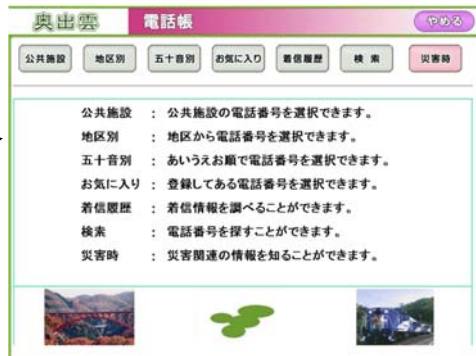 奥出雲 電話帳 やめる
公共施設 地区別 五十音別 お気に入り 着信履歴 検索 災害時
公共施設 : 公共施設の電話番号を選択できます。
地区別 : 地区から電話番号を選択できます。
五十音別 : あいうえお順で電話番号を選択できます。
お気に入り : 登録してある電話番号を選択できます。
着信履歴 : 着信情報を調べることができます。
検索 : 電話番号を探すことができます。
災害時 : 災害関連の情報を知ることができます。